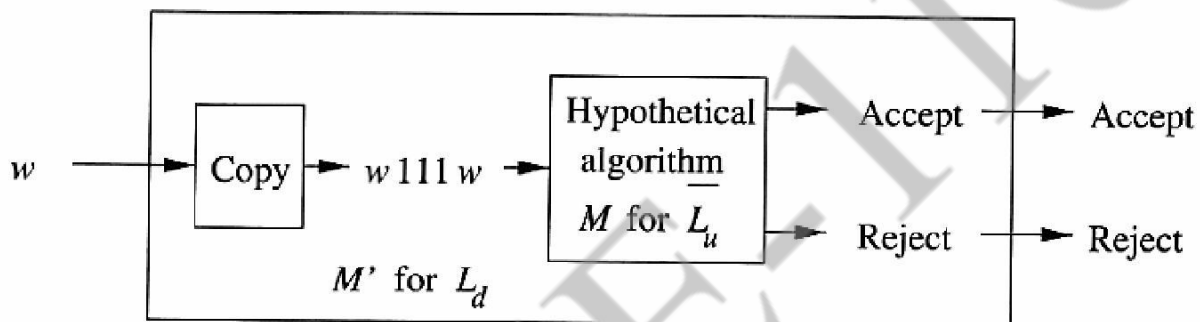 Hypothetical
Accept
Accept
w
Copy
w 111 w
algorithm
M for L̅u
Reject
Reject
M' for Ld